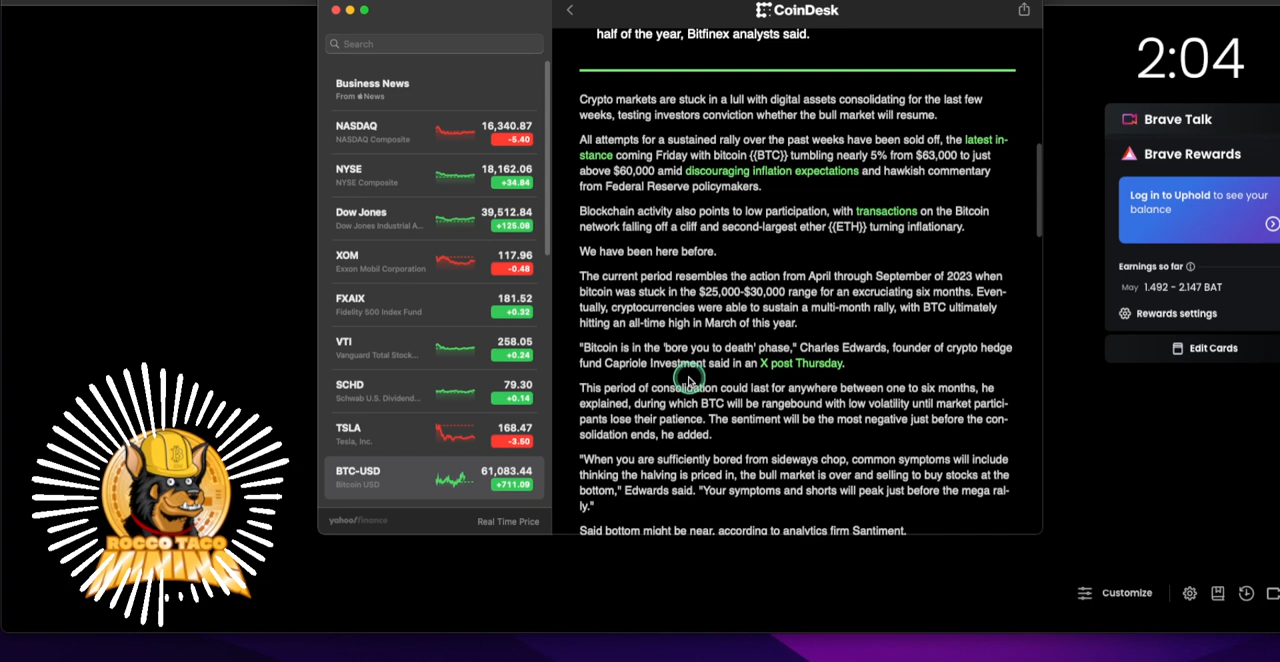 Search
Business News
From News
NASDAQ 16,340.87
NASDAQ Composite -5.40
NYSE 18,162.06
NYSE Composite +34.84
Dow Jones 39,512.84
Dow Jones Industrial A... +125.08
XOM 117.96
Exxon Mobil Corporation -0.48
FXAIX 181.52
Fidelity 500 Index Fund +0.32
VTI 258.05
Vanguard Total Stock... +0.24
SCHD 79.30
Schwab U.S. Dividend... +0.14
TSLA 168.47
Tesla, Inc. -3.50
BTC-USD 61,083.44
Bitcoin USD +711.09
yahoo/finance Real Time Price
CoinDesk
half of the year, Bitfinex analysts said.
Crypto markets are stuck in a lull with digital assets consolidating for the last few
weeks, testing investors conviction whether the bull market will resume.
All attempts for a sustained rally over the past weeks have been sold off, the latest in-
stance coming Friday with bitcoin {{BTC}} tumbling nearly 5% from $63,000 to just
above $60,000 amid discouraging inflation expectations and hawkish commentary
from Federal Reserve policymakers.
Blockchain activity also points to low participation, with transactions on the Bitcoin
network falling off a cliff and second-largest ether {{ETH}} turning inflationary.
We have been here before.
The current period resembles the action from April through September of 2023 when
bitcoin was stuck in the $25,000-$30,000 range for an excruciating six months. Even-
tually, cryptocurrencies were able to sustain a multi-month rally, with BTC ultimately
hitting an all-time high in March of this year.
"Bitcoin is in the 'bore you to death' phase," Charles Edwards, founder of crypto hedge
fund Capriole Investment said in an X post Thursday.
This period of consolidation could last for anywhere between one to six months, he
explained, during which BTC will be rangebound with low volatility until market partici-
pants lose their patience. The sentiment will be the most negative just before the con-
solidation ends, he added.
"When you are sufficiently bored from sideways chop, common symptoms will include
thinking the halving is priced in, the bull market is over and selling to buy stocks at the
bottom," Edwards said. "Your symptoms and shorts will peak just before the mega ral-
ly."
Said bottom might be near, according to analytics firm Santiment.
2:04
Brave Talk
Brave Rewards
Log in to Uphold to see your
balance
Earnings so far
May 1.492 - 2.147 BAT
Rewards settings
Edit Cards
Customize
ROCCO TACO
MINING